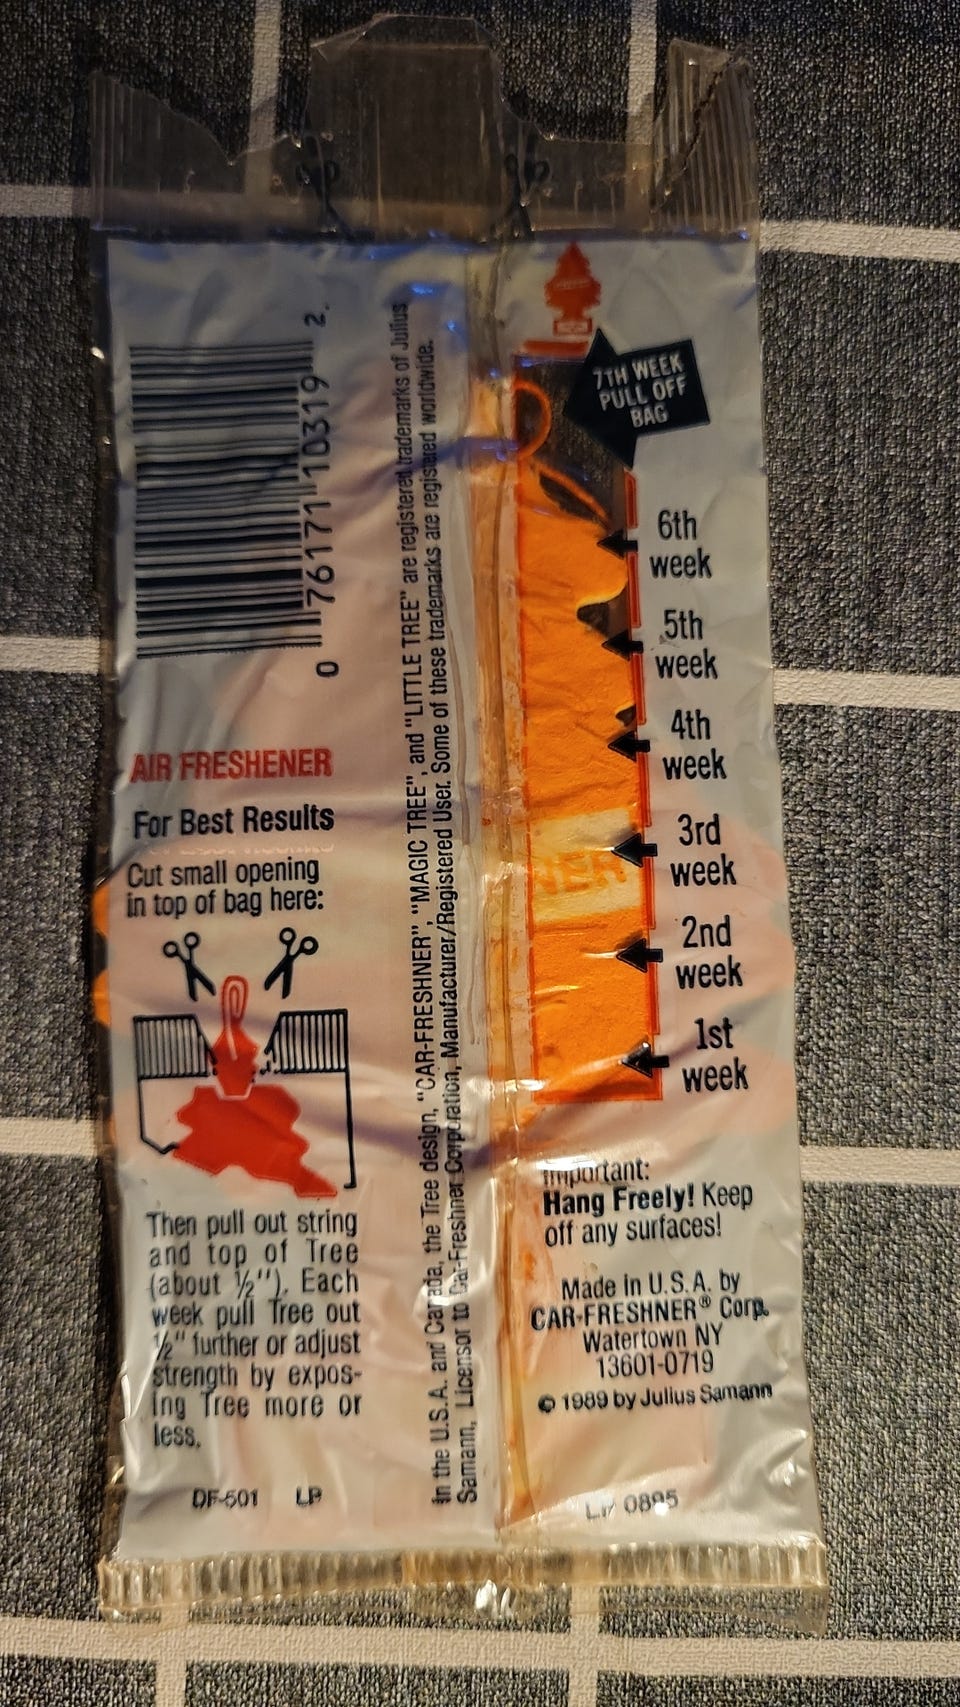 0 76171 10319 2
AIR FRESHENER
For Best Results
Cut small opening
in top of bag here:
Then pull out string
and top of Tree
(about ½"). Each
week pull Tree out
½" further or adjust
strength by expos-
ing Tree more or
less.
DF-501 LP
In the U.S.A. and Canada, the Tree design, "CAR-FRESHNER", "MAGIC TREE", and "LITTLE TREE" are registered trademarks of Julius
Samann, Licensor to Car-Freshner Corporation, Manufacturer/Registered User. Some of these trademarks are registered worldwide.
7TH WEEK
PULL OFF
BAG
6th
week
5th
week
4th
week
3rd
week
NER
2nd
week
1st
week
Important:
Hang Freely! Keep
off any surfaces!
Made in U.S.A. by
CAR-FRESHNER® Corp.
Watertown NY
13601-0719
© 1989 by Julius Samann
LP 0895